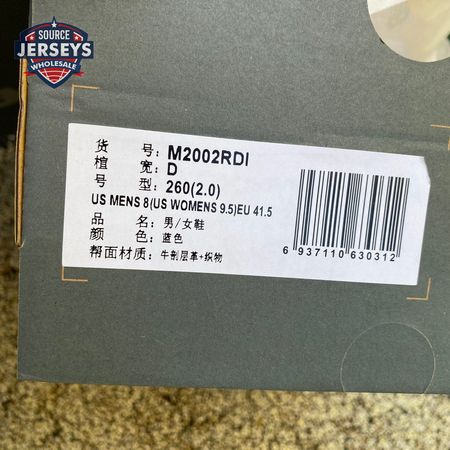 SOURCE
JERSEYS
WHOLESALE
货 号: M2002RDI
楦 宽: D
号 型: 260(2.0)
US MENS 8(US WOMENS 9.5)EU 41.5
品 名: 男/女鞋
颜 色: 蓝色
帮面材质: 牛剖层革+织物
6 937110 630312